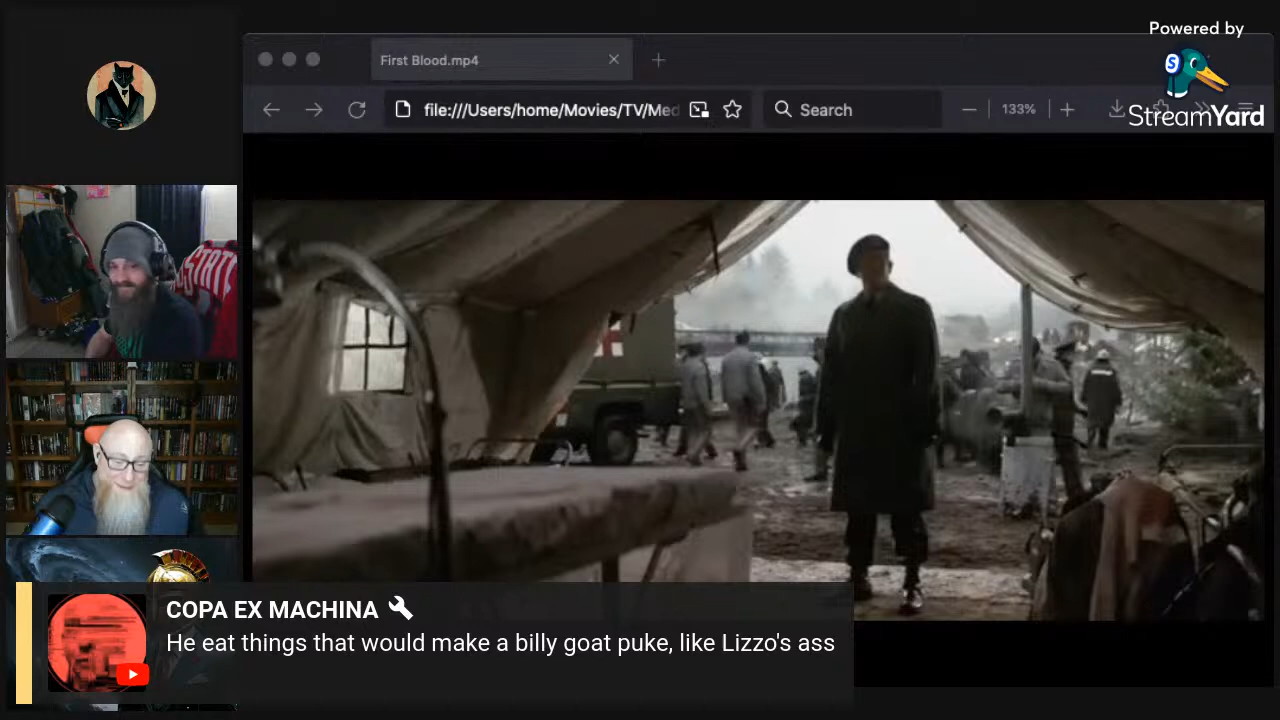 Powered by
StreamYard
First Blood.mp4
file:///Users/home/Movies/TV/Med
Search
133%
STATE
COPA EX MACHINA
He eat things that would make a billy goat puke, like Lizzo's ass